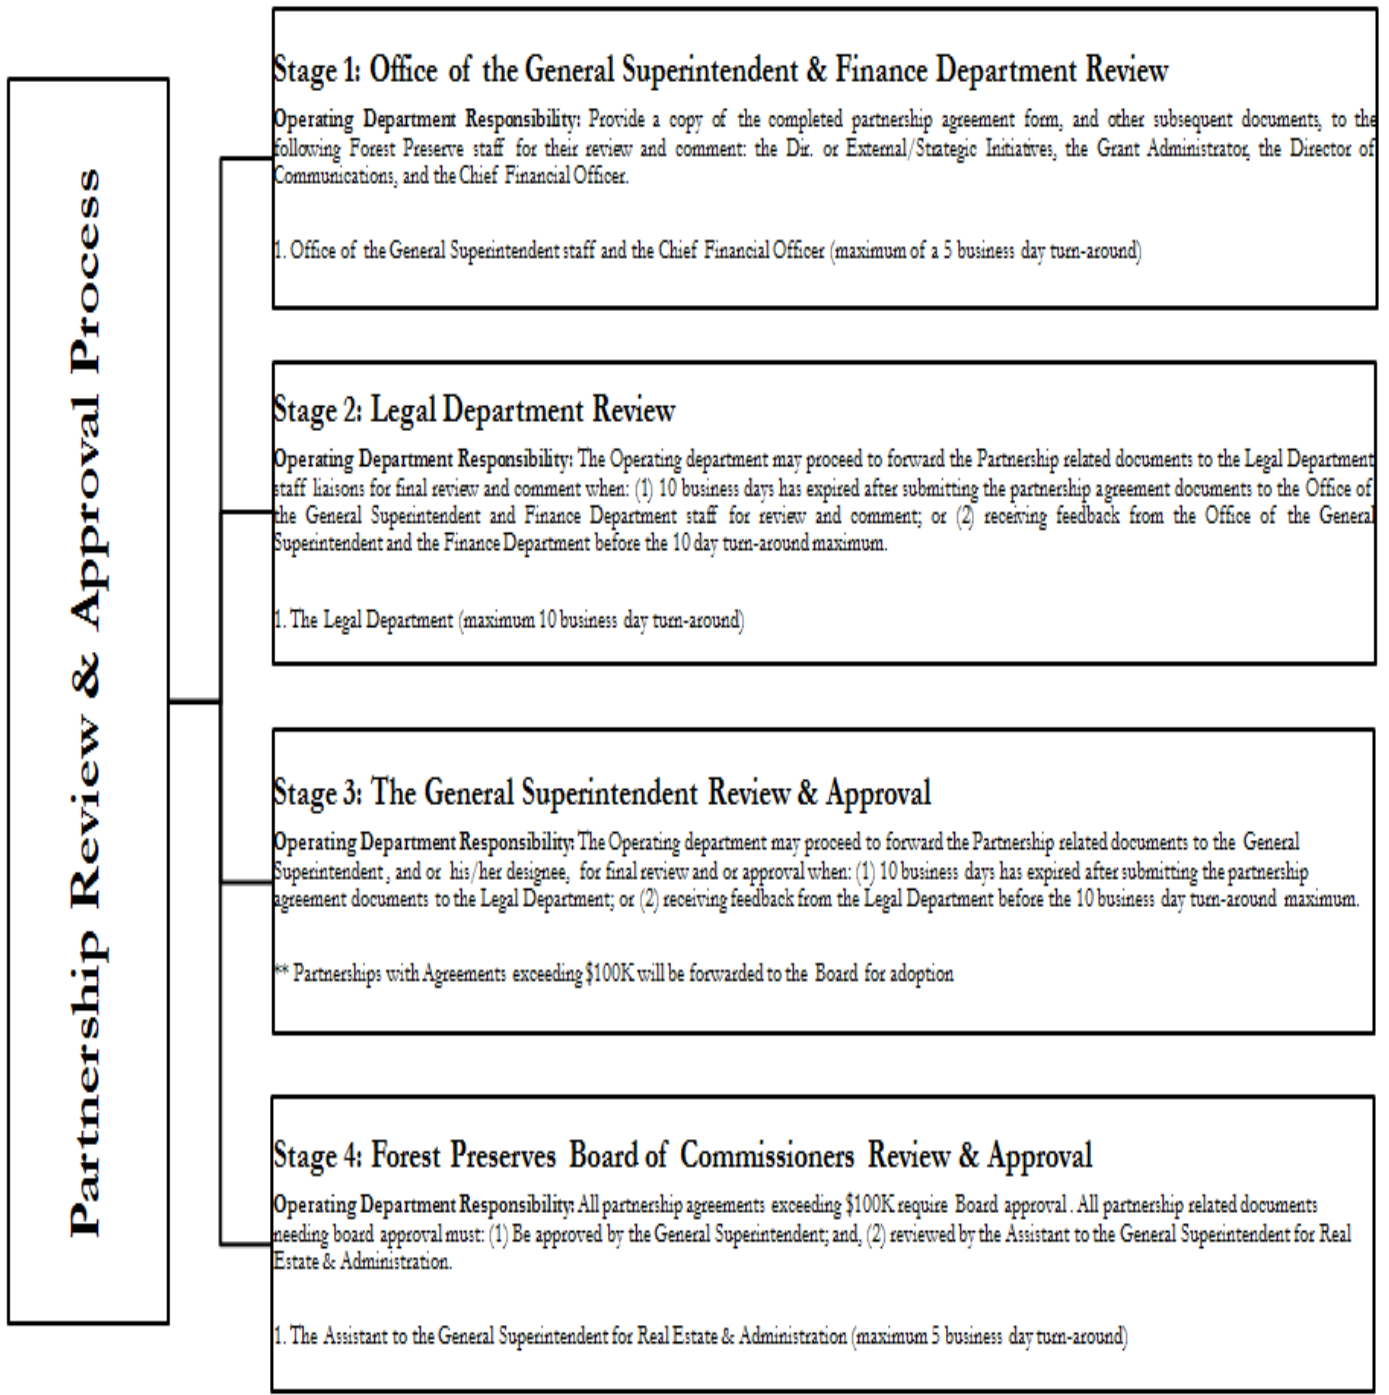 Partnership Review & Approval Process
Stage 1: Office of the General Superintendent & Finance Department Review
Operating Department Responsibility: Provide a copy of the completed partnership agreement form, and other subsequent documents, to the
following Forest Preserve staff for their review and comment: the Dir. or External/Strategic Initiatives, the Grant Administrator, the Director of
Communications, and the Chief Financial Officer.
1. Office of the General Superintendent staff and the Chief Financial Officer (maximum of a 5 business day turn-around)
Stage 2: Legal Department Review
Operating Department Responsibility: The Operating department may proceed to forward the Partnership related documents to the Legal Department
staff liaisons for final review and comment when: (1) 10 business days has expired after submitting the partnership agreement documents to the Office of
the General Superintendent and Finance Department staff for review and comment; or (2) receiving feedback from the Office of the General
Superintendent and the Finance Department before the 10 day turn-around maximum.
1. The Legal Department (maximum 10 business day turn-around)
Stage 3: The General Superintendent Review & Approval
Operating Department Responsibility: The Operating department may proceed to forward the Partnership related documents to the General
Superintendent, and or his/her designee, for final review and or approval when: (1) 10 business days has expired after submitting the partnership
agreement documents to the Legal Department; or (2) receiving feedback from the Legal Department before the 10 business day turn-around maximum.
** Partnerships with Agreements exceeding $100K will be forwarded to the Board for adoption
Stage 4: Forest Preserves Board of Commissioners Review & Approval
Operating Department Responsibility: All partnership agreements exceeding $100K require Board approval. All partnership related documents
needing board approval must: (1) Be approved by the General Superintendent; and, (2) reviewed by the Assistant to the General Superintendent for Real
Estate & Administration.
1. The Assistant to the General Superintendent for Real Estate & Administration (maximum 5 business day turn-around)